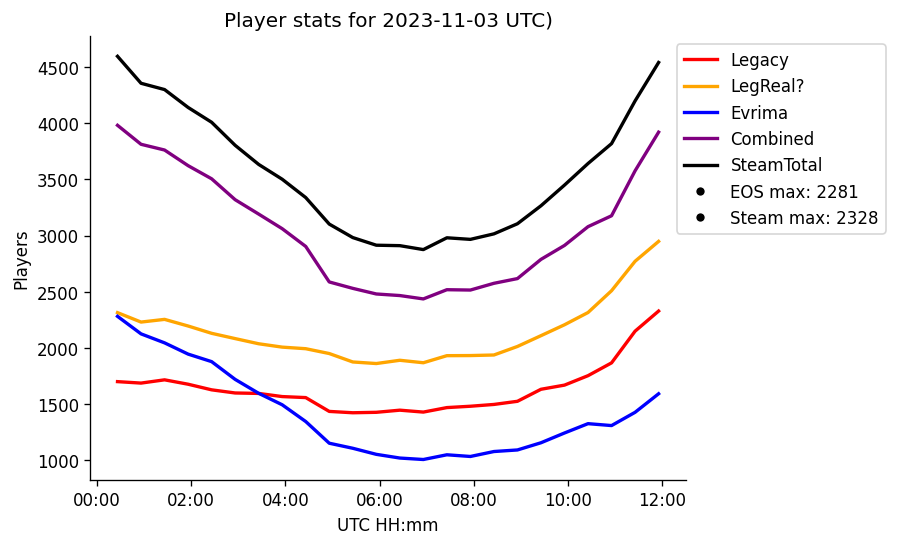 Player stats for 2023-11-03 UTC)
4500
4000
3500
3000
2500
2000
1500
1000
Players
00:00 02:00 04:00 06:00 08:00 10:00 12:00
UTC HH:mm
Legacy
LegReal?
Evrima
Combined
SteamTotal
EOS max: 2281
Steam max: 2328